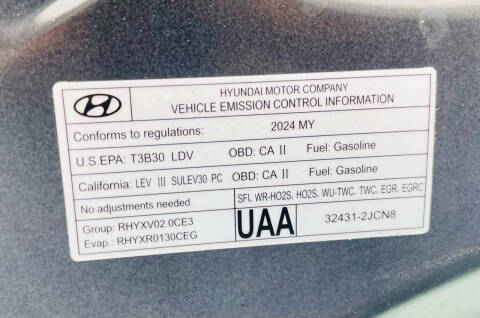 HYUNDAI MOTOR COMPANY
VEHICLE EMISSION CONTROL INFORMATION
Conforms to regulations: 2024 MY
U.S.EPA: T3B30 LDV OBD: CA II Fuel: Gasoline
California: LEV III SULEV30 PC OBD: CA II Fuel: Gasoline
No adjustments needed. SFI, WR-HO2S, HO2S, WU-TWC, TWC, EGR, EGRC
Group: RHYXV02.0CE3
Evap.: RHYXR0130CEG
UAA 32431-2JCN8